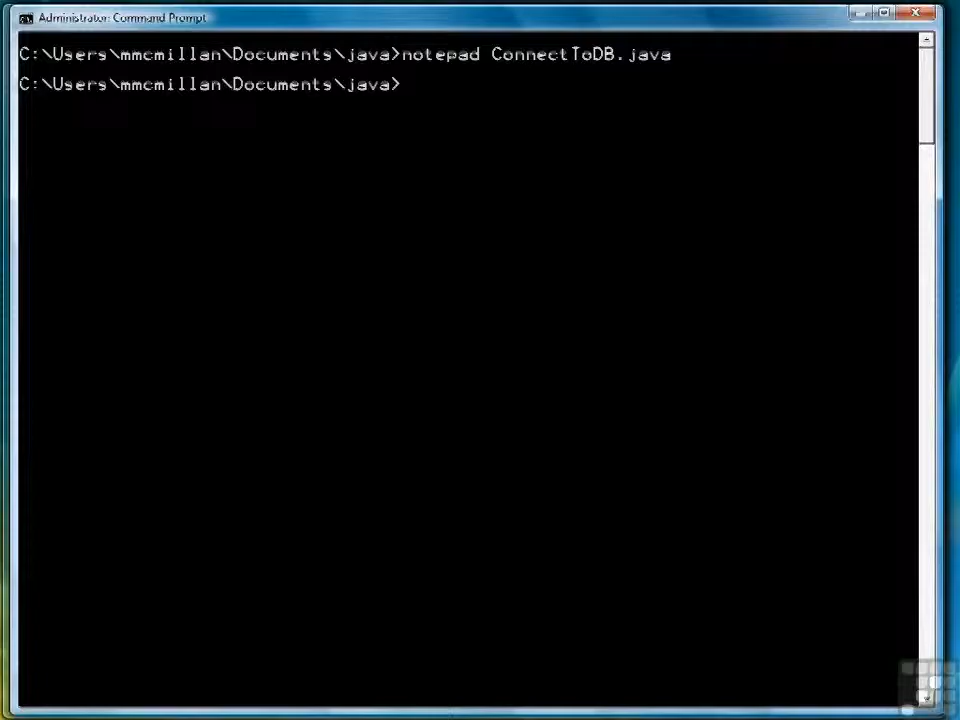 Administrator: Command Prompt
C:\Users\mmcmillan\Documents\java>notepad ConnectToDB.java
C:\Users\mmcmillan\Documents\java>